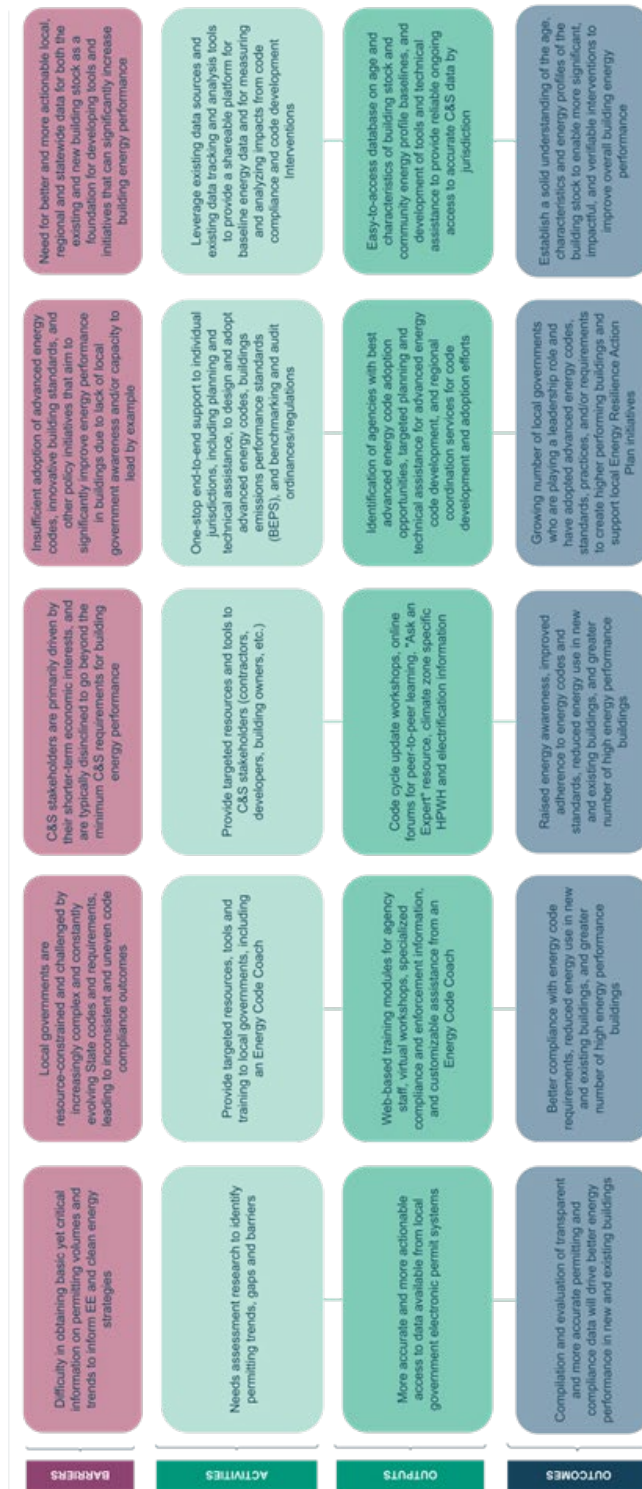 BARRIERS
Difficulty in obtaining basic yet critical
information on permitting volumes and
trends to inform EE and clean energy
strategies
Local governments are
resource-constrained and challenged by
increasingly complex and constantly
evolving State codes and requirements,
leading to inconsistent and uneven code
compliance outcomes
C&S stakeholders are primarily driven by
their shorter-term economic interests, and
are typically disinclined to go beyond the
minimum C&S requirements for building
energy performance
Insufficient adoption of advanced energy
codes, innovative building standards, and
other policy initiatives that aim to
significantly improve energy performance
in buildings due to lack of local
government awareness and/or capacity to
lead by example
Need for better and more actionable local,
regional and statewide data for both the
existing and new building stock as a
foundation for developing tools and
initiatives that can significantly increase
building energy performance
ACTIVITIES
Needs assessment research to identify
permitting trends, gaps and barriers
Provide targeted resources, tools and
training to local governments, including
an Energy Code Coach
Provide targeted resources and tools to
C&S stakeholders (contractors,
developers, building owners, etc.)
One-stop end-to-end support to individual
jurisdictions, including planning and
technical assistance, to design and adopt
advanced energy codes, buildings
emissions performance standards
(BEPS), and benchmarking and audit
ordinances/regulations
Leverage existing data sources and
existing data tracking and analysis tools
to provide a shareable platform for
baseline energy data and for measuring
and analyzing impacts from code
compliance and code development
Interventions
OUTPUTS
More accurate and more actionable
access to data available from local
government electronic permit systems
Web-based training modules for agency
staff, virtual workshops, specialized
compliance and enforcement information,
and customizable assistance from an
Energy Code Coach
Code cycle update workshops, online
forums for peer-to-peer learning, "Ask an
Expert" resource, climate zone specific
HPWH and electrification information
Identification of agencies with best
advanced energy code adoption
opportunities, targeted planning and
technical assistance for advanced energy
code development, and regional
coordination services for code
development and adoption efforts
Easy-to-access database on age and
characteristics of building stock and
community energy profile baselines, and
development of tools and technical
assistance to provide reliable ongoing
access to accurate C&S data by
jurisdiction
OUTCOMES
Compilation and evaluation of transparent
and more accurate permitting and
compliance data will drive better energy
performance in new and existing buildings
Better compliance with energy code
requirements, reduced energy use in new
and existing buildings, and greater
number of high energy performance
buildings
Raised energy awareness, improved
adherence to energy codes and
standards, reduced energy use in new
and existing buildings, and greater
number of high energy performance
buildings
Growing number of local governments
who are playing a leadership role and
have adopted advanced energy codes,
standards, practices, and/or requirements
to create higher performing buildings and
support local Energy Resilience Action
Plan initiatives
Establish a solid understanding of the age,
characteristics and energy profiles of the
building stock to enable more significant,
impactful, and verifiable interventions to
improve overall building energy
performance